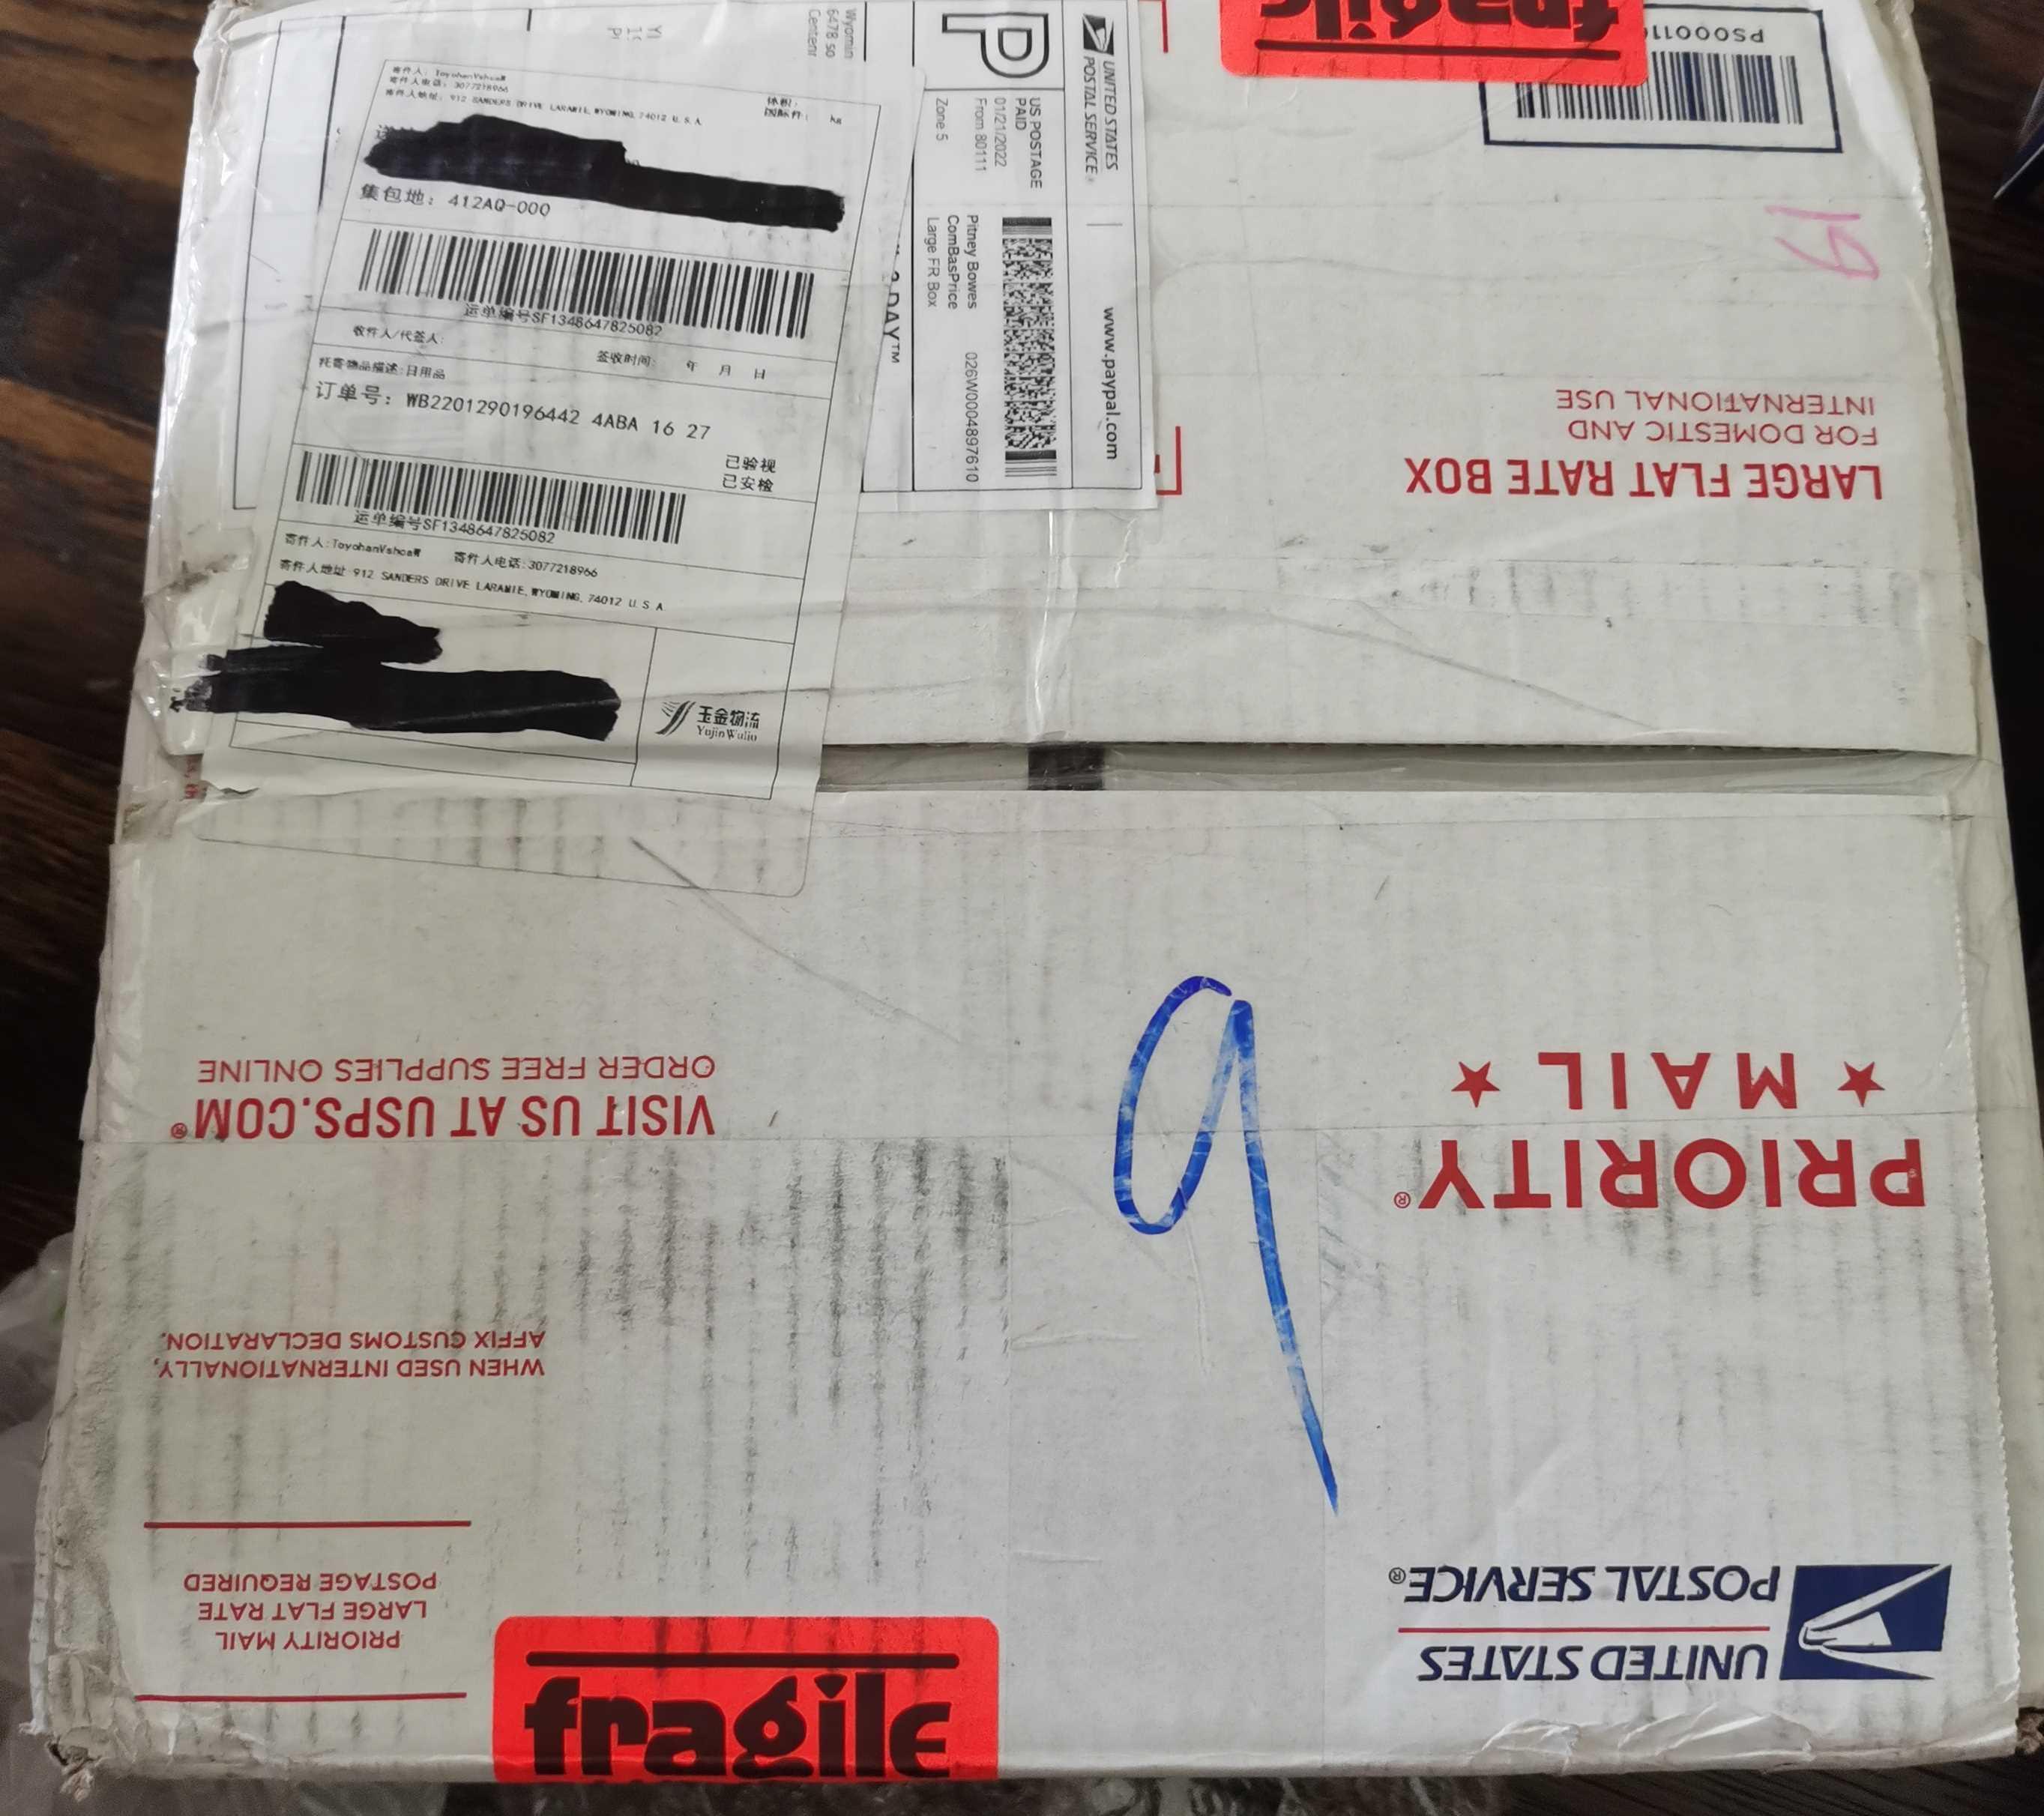 寄件人: ToyohanVshoaW
寄件人电话: 3077218966
寄件人地址: 912 SANDERS DRIVE LARAMIE, WYOMING, 74012 U.S.A
体积:
国际件: kg
集包地: 412AQ-000
运单编号SF1348647825082
收件人/代签人:
签收时间: 年 月 日
托寄物品描述:日用品
订单号: WB2201290196442 4ABA 16 27
已验视
已安检
运单编号SF1348647825082
寄件人:ToyohanVshoaW 寄件人电话:3077218966
寄件人地址 912 SANDERS DRIVE LARAMIE, WYOMING, 74012 U.S.A
玉金物流
YujinWuliu
Wyomin
6478 so
Centenr
P
UNITED STATES
POSTAL SERVICE®
www.paypal.com
US POSTAGE
PAID
01/21/2022
From 80111
Zone 5
Pitney Bowes
ComBasPrice
Large FR Box
026W0004897610
DAY™
fragile
PS00011
19
LARGE FLAT RATE BOX
FOR DOMESTIC AND
INTERNATIONAL USE
9
UNITED STATES
POSTAL SERVICE®
PRIORITY®
★ MAIL ★
VISIT US AT USPS.COM®
ORDER FREE SUPPLIES ONLINE
WHEN USED INTERNATIONALLY,
AFFIX CUSTOMS DECLARATION.
PRIORITY MAIL
LARGE FLAT RATE
POSTAGE REQUIRED
fragile